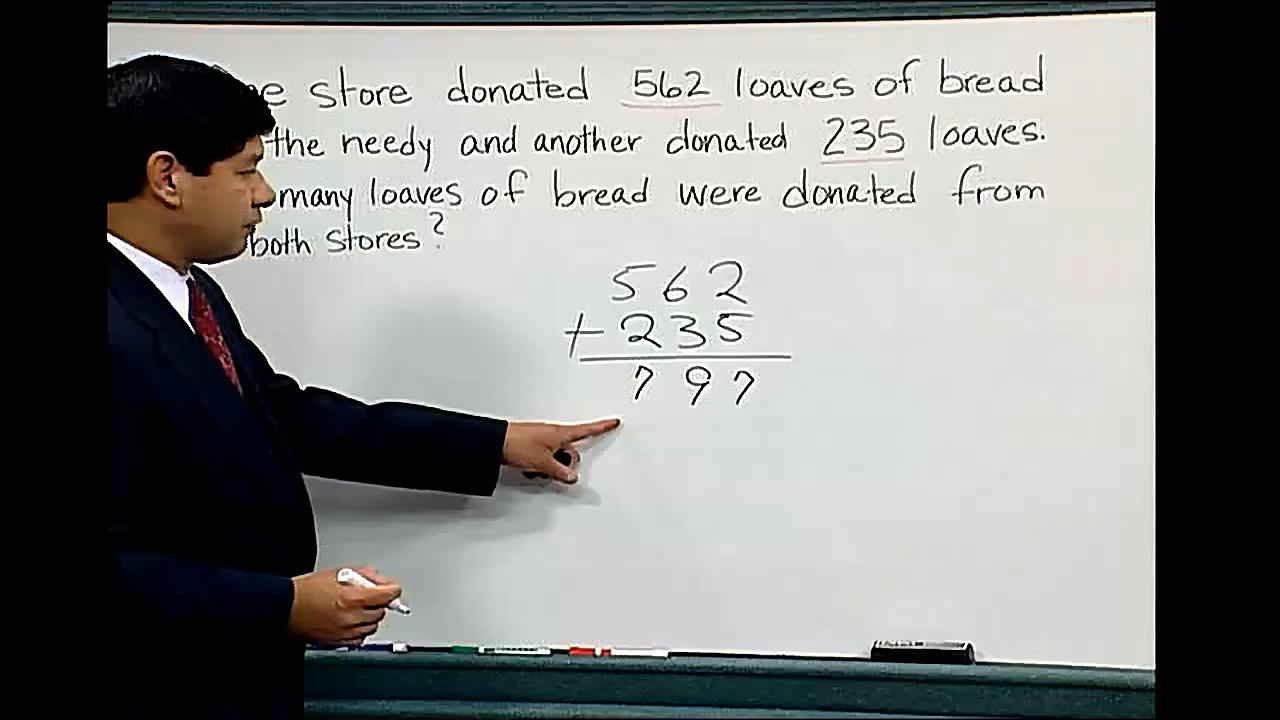 store donated 562 loaves of bread
the needy and another donated 235 loaves.
many loaves of bread were donated from
both stores?
562
+ 235
797